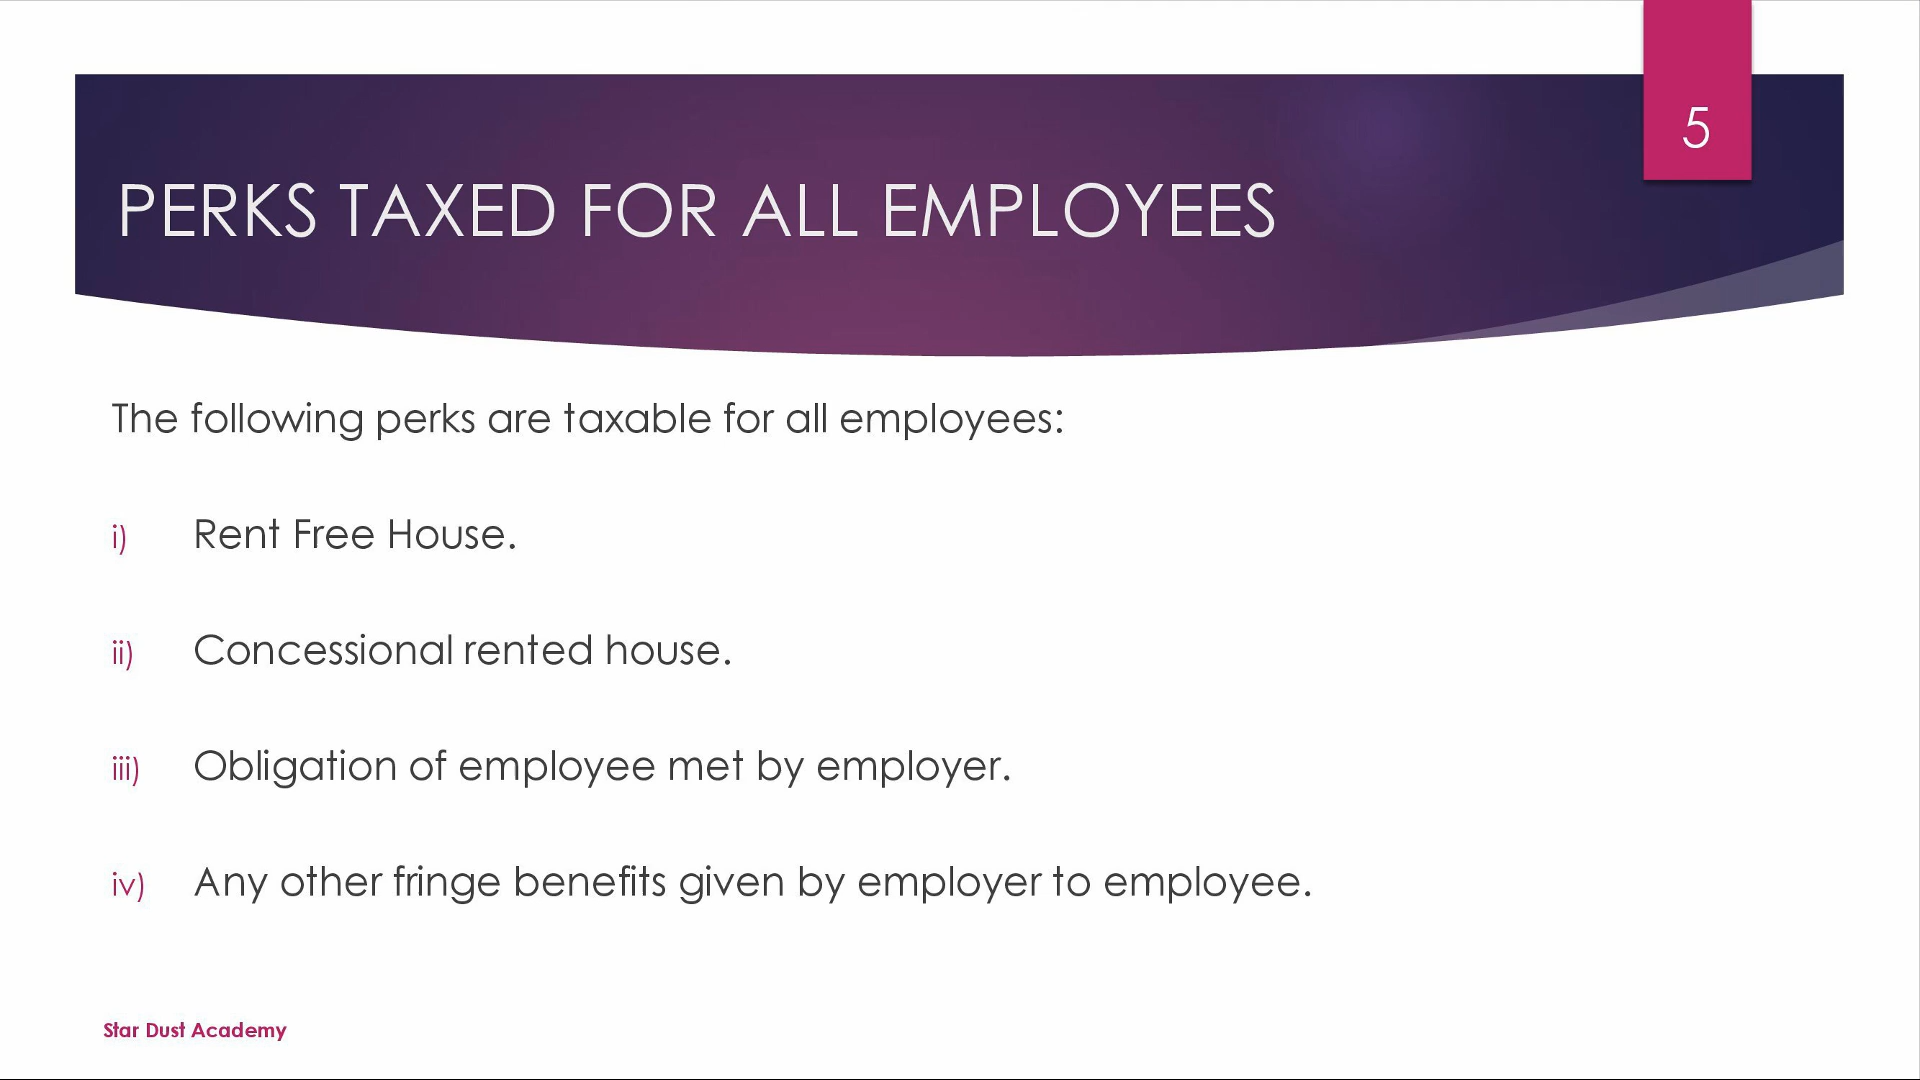 5
PERKS TAXED FOR ALL EMPLOYEES
The following perks are taxable for all employees:
i) Rent Free House.
ii) Concessional rented house.
iii) Obligation of employee met by employer.
iv) Any other fringe benefits given by employer to employee.
Star Dust Academy